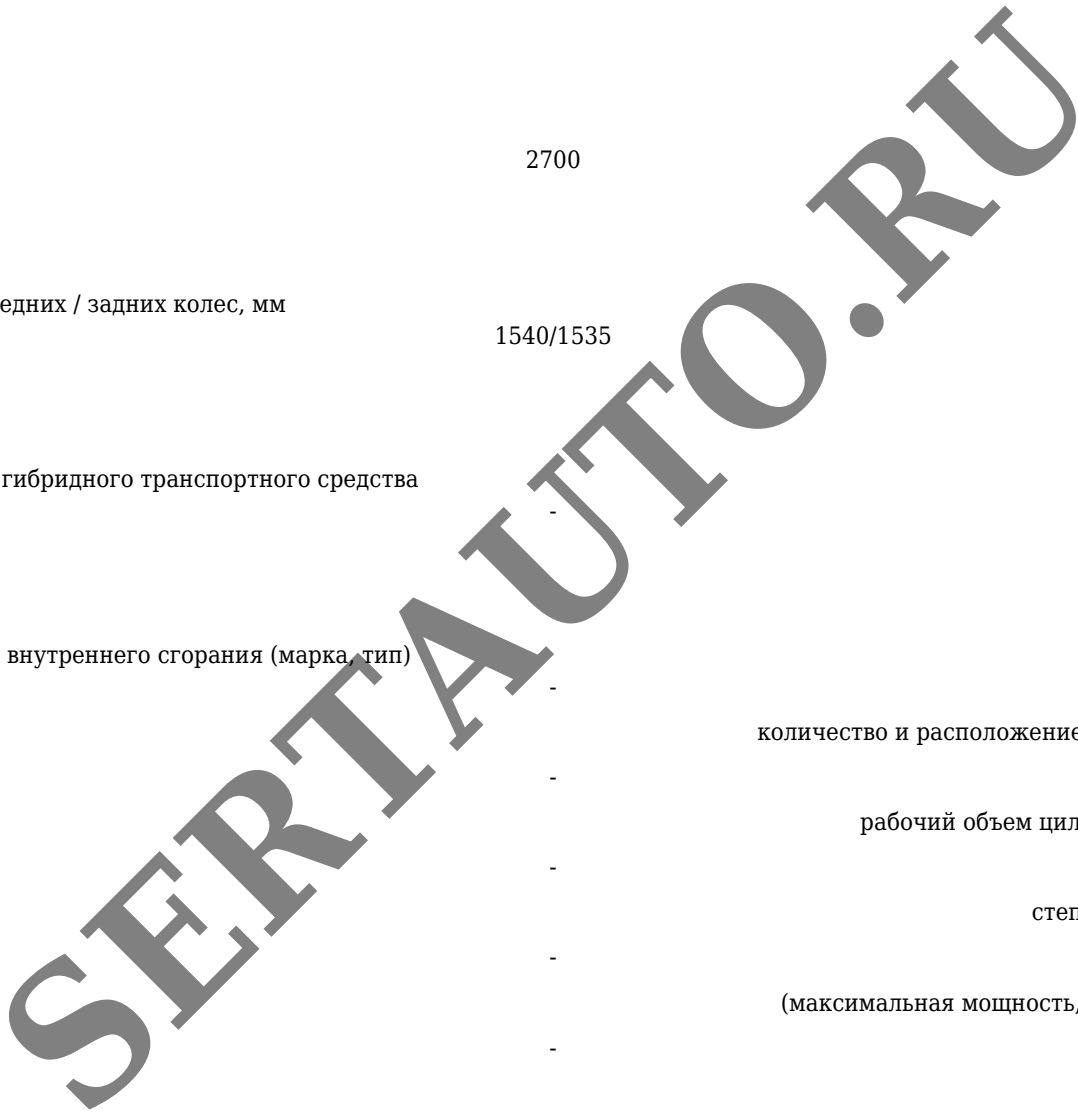 2700
едних / задних колес, мм
1540/1535
гибридного транспортного средства
-
внутреннего сгорания (марка, тип)
-
количество и расположение
-
рабочий объем цил
-
степ
-
(максимальная мощность,
-
SERTAUTO.RU